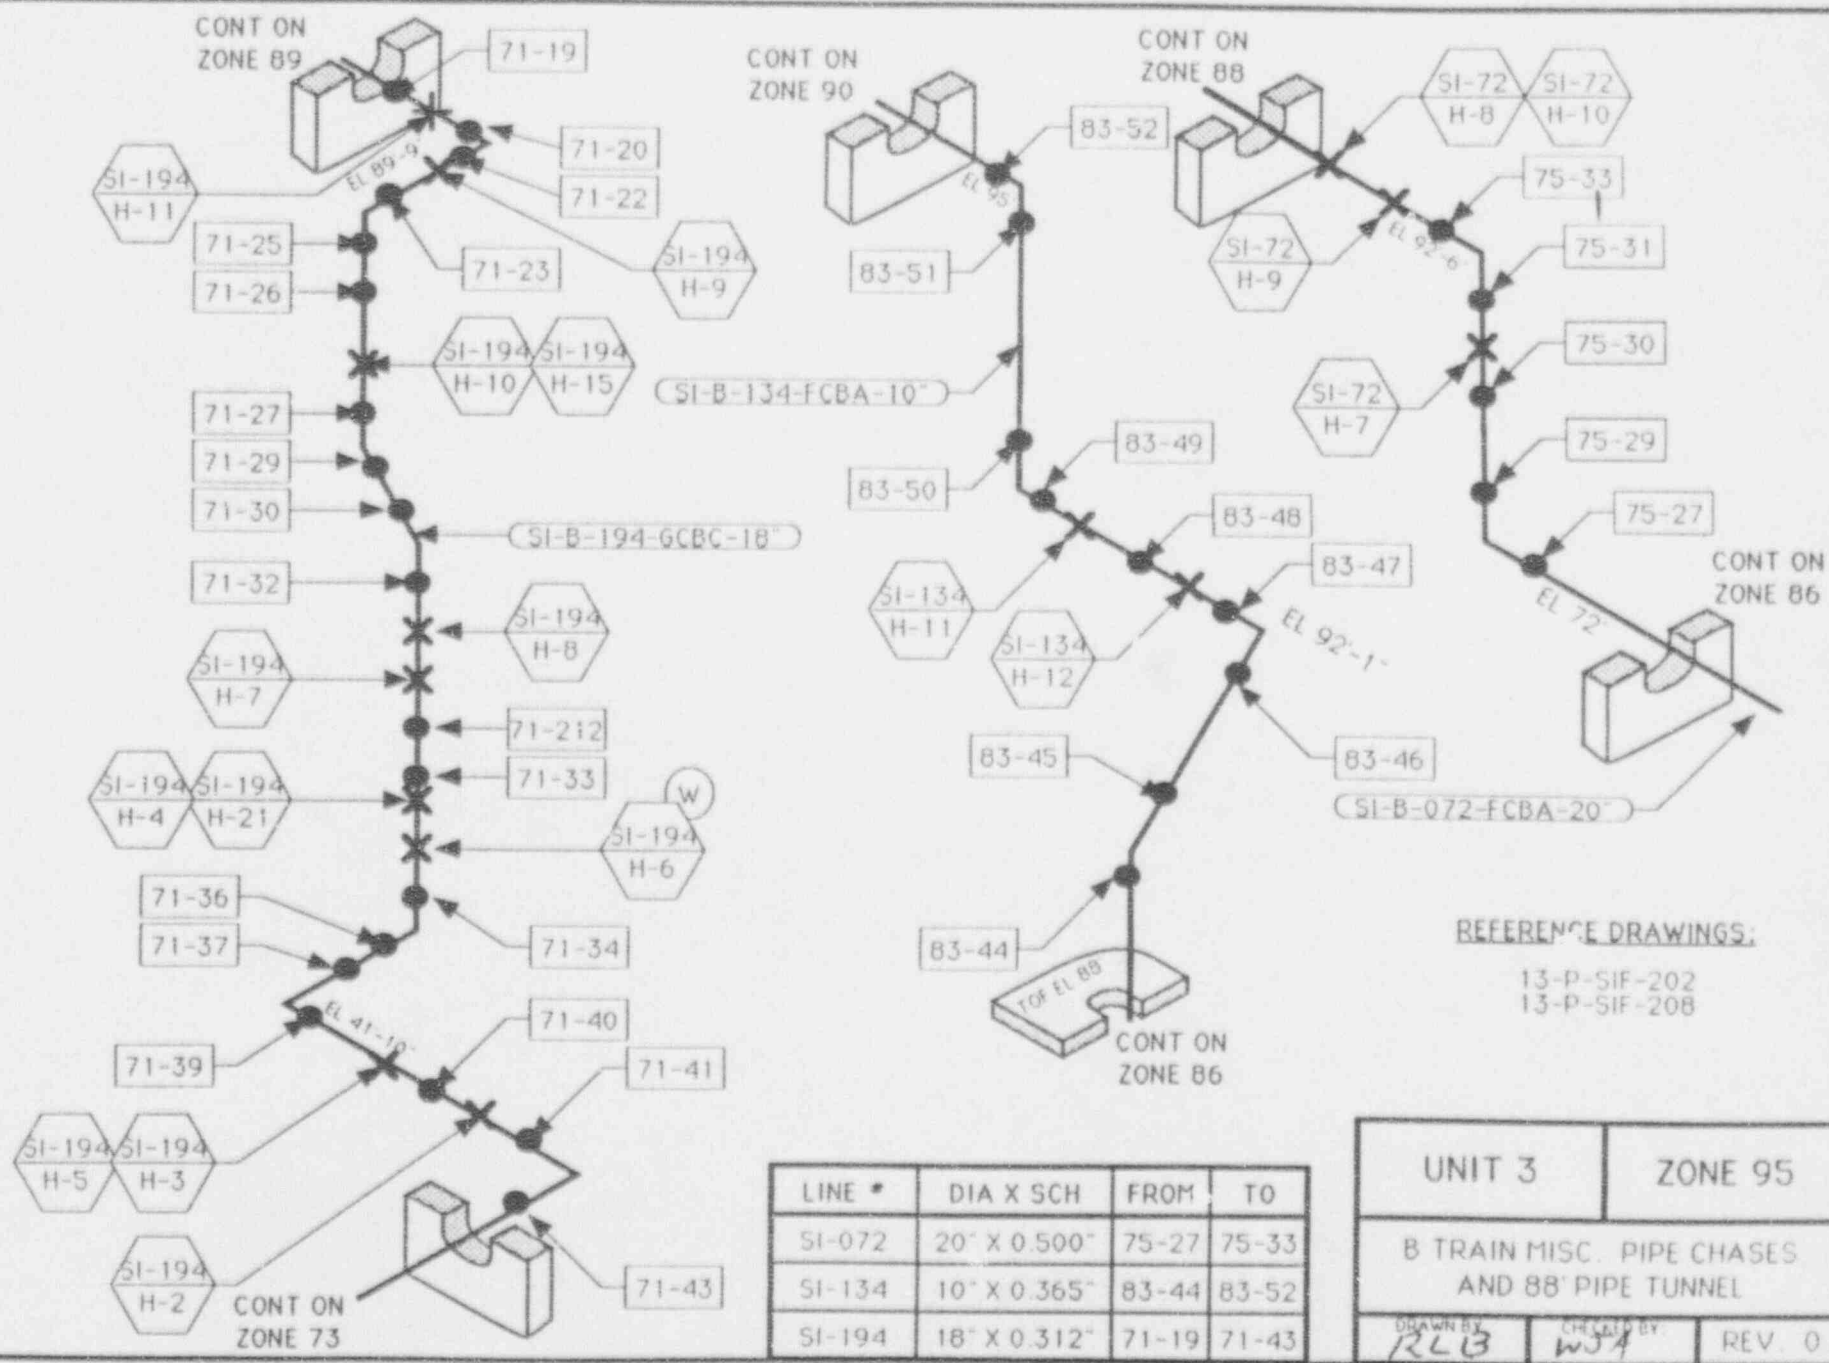 CONT ON
ZONE 89
71-19
71-20
71-22
EL 89'-9"
SI-194
H-11
71-25
71-23
SI-194
H-9
71-26
SI-194
H-10
SI-194
H-15
71-27
71-29
71-30
SI-B-194-GCBC-18"
71-32
SI-194
H-8
SI-194
H-7
71-212
71-33
SI-194
H-4
SI-194
H-21
W
SI-194
H-6
71-36
71-37
71-34
EL 41'-10"
71-40
71-39
71-41
SI-194
H-5
SI-194
H-3
SI-194
H-2
71-43
CONT ON
ZONE 73
CONT ON
ZONE 90
83-52
EL 95'
83-51
SI-B-134-FCBA-10"
83-49
83-50
83-48
83-47
SI-134
H-11
SI-134
H-12
EL 92'-1"
83-45
83-46
83-44
TOF EL 88'
CONT ON
ZONE 86
CONT ON
ZONE 88
SI-72
H-8
SI-72
H-10
75-33
SI-72
H-9
EL 92'-6"
75-31
75-30
SI-72
H-7
75-29
75-27
EL 72'
CONT ON
ZONE 86
SI-B-072-FCBA-20"
REFERENCE DRAWINGS:
13-P-SIF-202
13-P-SIF-208
LINE # DIA X SCH FROM TO
SI-072 20" X 0.500" 75-27 75-33
SI-134 10" X 0.365" 83-44 83-52
SI-194 18" X 0.312" 71-19 71-43
UNIT 3 ZONE 95
B TRAIN MISC. PIPE CHASES
AND 88' PIPE TUNNEL
DRAWN BY RLB
CHECKED BY WJA
REV. 0